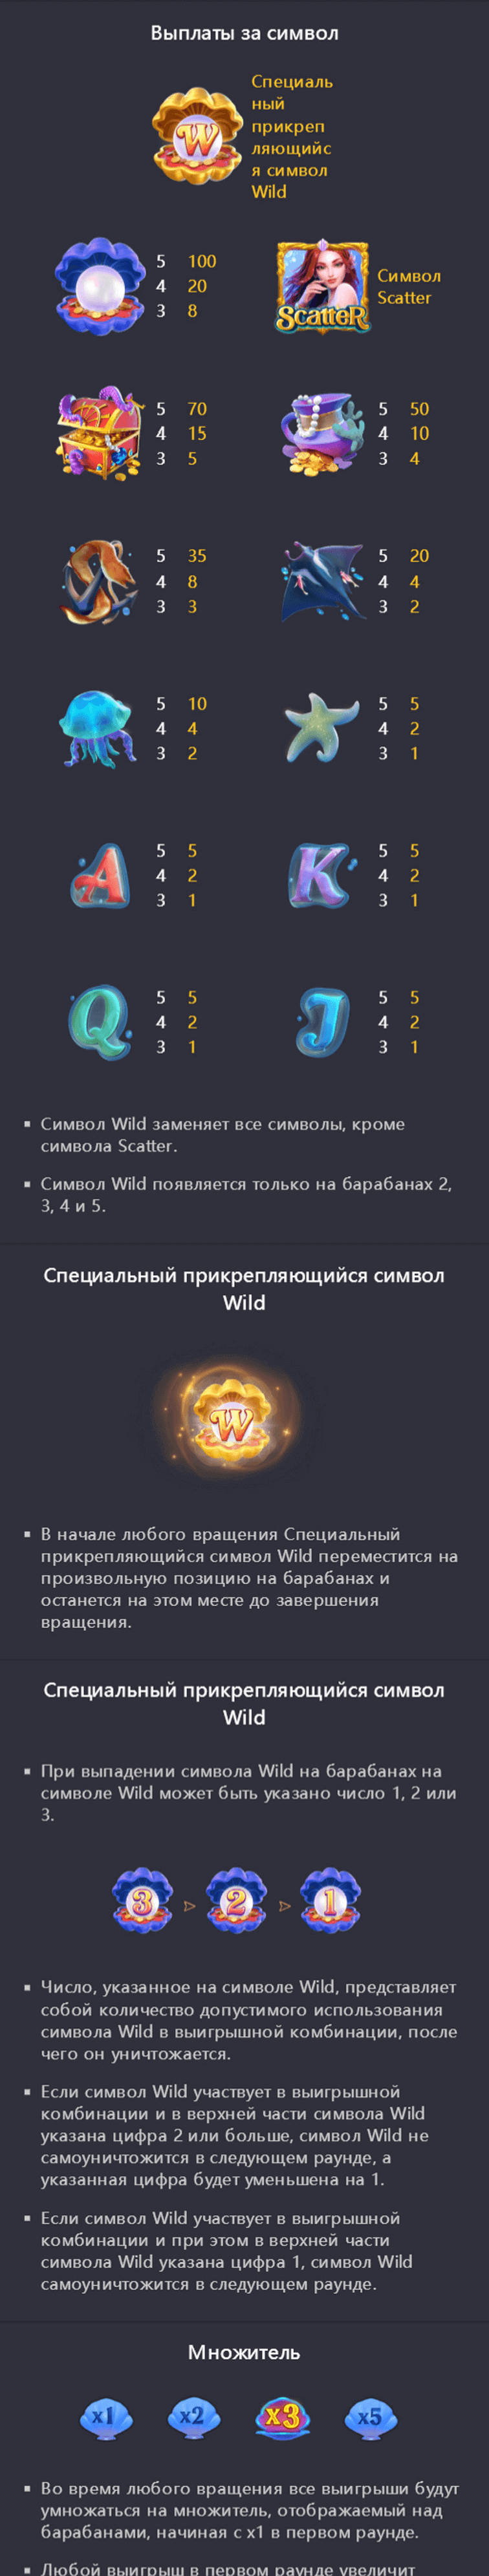 Выплаты за символ
W
Специаль
ный
прикреп
ляющийс
я символ
Wild
5 100
4 20
3 8
SCatteR
Символ
Scatter
5 70
4 15
3 5
5 50
4 10
3 4
5 35
4 8
3 3
5 20
4 4
3 2
5 10
4 4
3 2
5 5
4 2
3 1
A
5 5
4 2
3 1
K
5 5
4 2
3 1
Q
5 5
4 2
3 1
J
5 5
4 2
3 1
▪ Символ Wild заменяет все символы, кроме
символа Scatter.
▪ Символ Wild появляется только на барабанах 2,
3, 4 и 5.
Специальный прикрепляющийся символ
Wild
W
▪ В начале любого вращения Специальный
прикрепляющийся символ Wild переместится на
произвольную позицию на барабанах и
останется на этом месте до завершения
вращения.
Специальный прикрепляющийся символ
Wild
▪ При выпадении символа Wild на барабанах на
символе Wild может быть указано число 1, 2 или
3.
3 2 1
▪ Число, указанное на символе Wild, представляет
собой количество допустимого использования
символа Wild в выигрышной комбинации, после
чего он уничтожается.
▪ Если символ Wild участвует в выигрышной
комбинации и в верхней части символа Wild
указана цифра 2 или больше, символ Wild не
самоуничтожится в следующем раунде, а
указанная цифра будет уменьшена на 1.
▪ Если символ Wild участвует в выигрышной
комбинации и при этом в верхней части
символа Wild указана цифра 1, символ Wild
самоуничтожится в следующем раунде.
Множитель
x1 x2 x3 x5
▪ Во время любого вращения все выигрыши будут
умножаться на множитель, отображаемый над
барабанами, начиная с x1 в первом раунде.
▪ Любой выигрыш в первом раунде увеличит